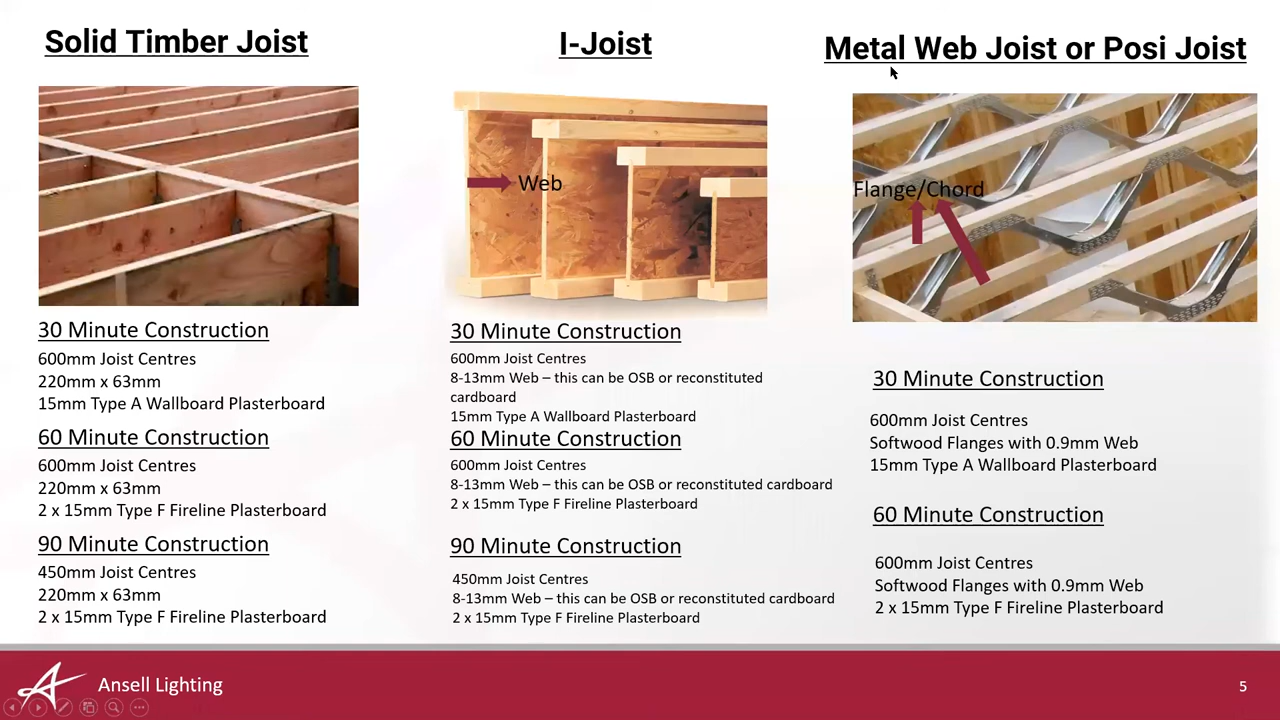 Solid Timber Joist
30 Minute Construction
600mm Joist Centres
220mm x 63mm
15mm Type A Wallboard Plasterboard
60 Minute Construction
600mm Joist Centres
220mm x 63mm
2 x 15mm Type F Fireline Plasterboard
90 Minute Construction
450mm Joist Centres
220mm x 63mm
2 x 15mm Type F Fireline Plasterboard
I-Joist
Web
30 Minute Construction
600mm Joist Centres
8-13mm Web – this can be OSB or reconstituted
cardboard
15mm Type A Wallboard Plasterboard
60 Minute Construction
600mm Joist Centres
8-13mm Web – this can be OSB or reconstituted cardboard
2 x 15mm Type F Fireline Plasterboard
90 Minute Construction
450mm Joist Centres
8-13mm Web – this can be OSB or reconstituted cardboard
2 x 15mm Type F Fireline Plasterboard
Metal Web Joist or Posi Joist
Flange/Chord
30 Minute Construction
600mm Joist Centres
Softwood Flanges with 0.9mm Web
15mm Type A Wallboard Plasterboard
60 Minute Construction
600mm Joist Centres
Softwood Flanges with 0.9mm Web
2 x 15mm Type F Fireline Plasterboard
Ansell Lighting
5